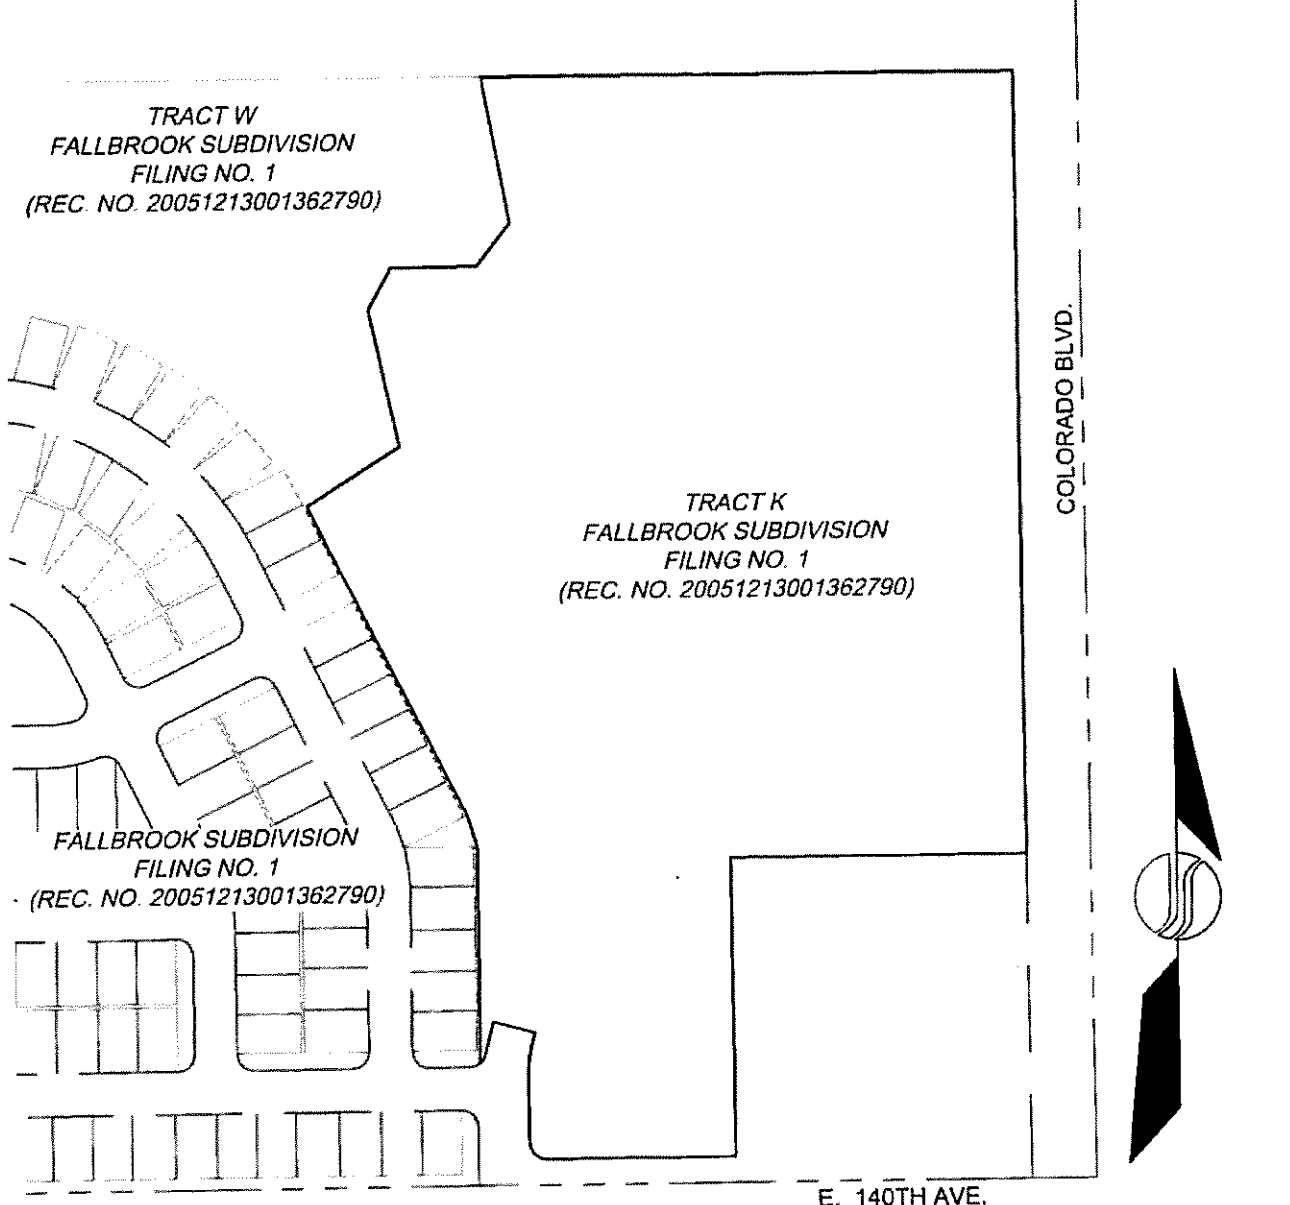 TRACT W
FALLBROOK SUBDIVISION
FILING NO. 1
(REC. NO. 20051213001362790)
COLORADO BLVD.
TRACT K
FALLBROOK SUBDIVISION
FILING NO. 1
(REC. NO. 20051213001362790)
FALLBROOK SUBDIVISION
FILING NO. 1
(REC. NO. 20051213001362790)
E. 140TH AVE.